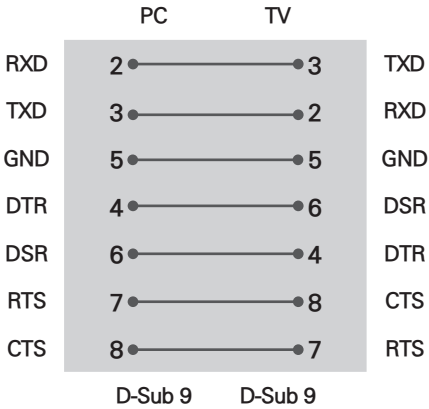 PC TV
RXD 2 3 TXD
TXD 3 2 RXD
GND 5 5 GND
DTR 4 6 DSR
DSR 6 4 DTR
RTS 7 8 CTS
CTS 8 7 RTS
D-Sub 9 D-Sub 9